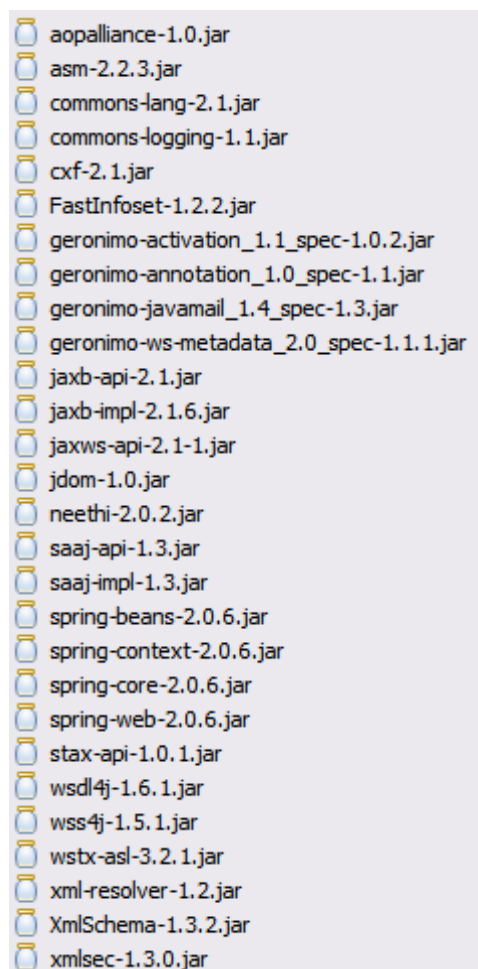 aopalliance-1.0.jar
asm-2.2.3.jar
commons-lang-2.1.jar
commons-logging-1.1.jar
cxf-2.1.jar
FastInfoset-1.2.2.jar
geronimo-activation_1.1_spec-1.0.2.jar
geronimo-annotation_1.0_spec-1.1.jar
geronimo-javamail_1.4_spec-1.3.jar
geronimo-ws-metadata_2.0_spec-1.1.1.jar
jaxb-api-2.1.jar
jaxb-impl-2.1.6.jar
jaxws-api-2.1-1.jar
jdom-1.0.jar
neethi-2.0.2.jar
saaj-api-1.3.jar
saaj-impl-1.3.jar
spring-beans-2.0.6.jar
spring-context-2.0.6.jar
spring-core-2.0.6.jar
spring-web-2.0.6.jar
stax-api-1.0.1.jar
wsdl4j-1.6.1.jar
wss4j-1.5.1.jar
wstx-asl-3.2.1.jar
xml-resolver-1.2.jar
XmlSchema-1.3.2.jar
xmlsec-1.3.0.jar